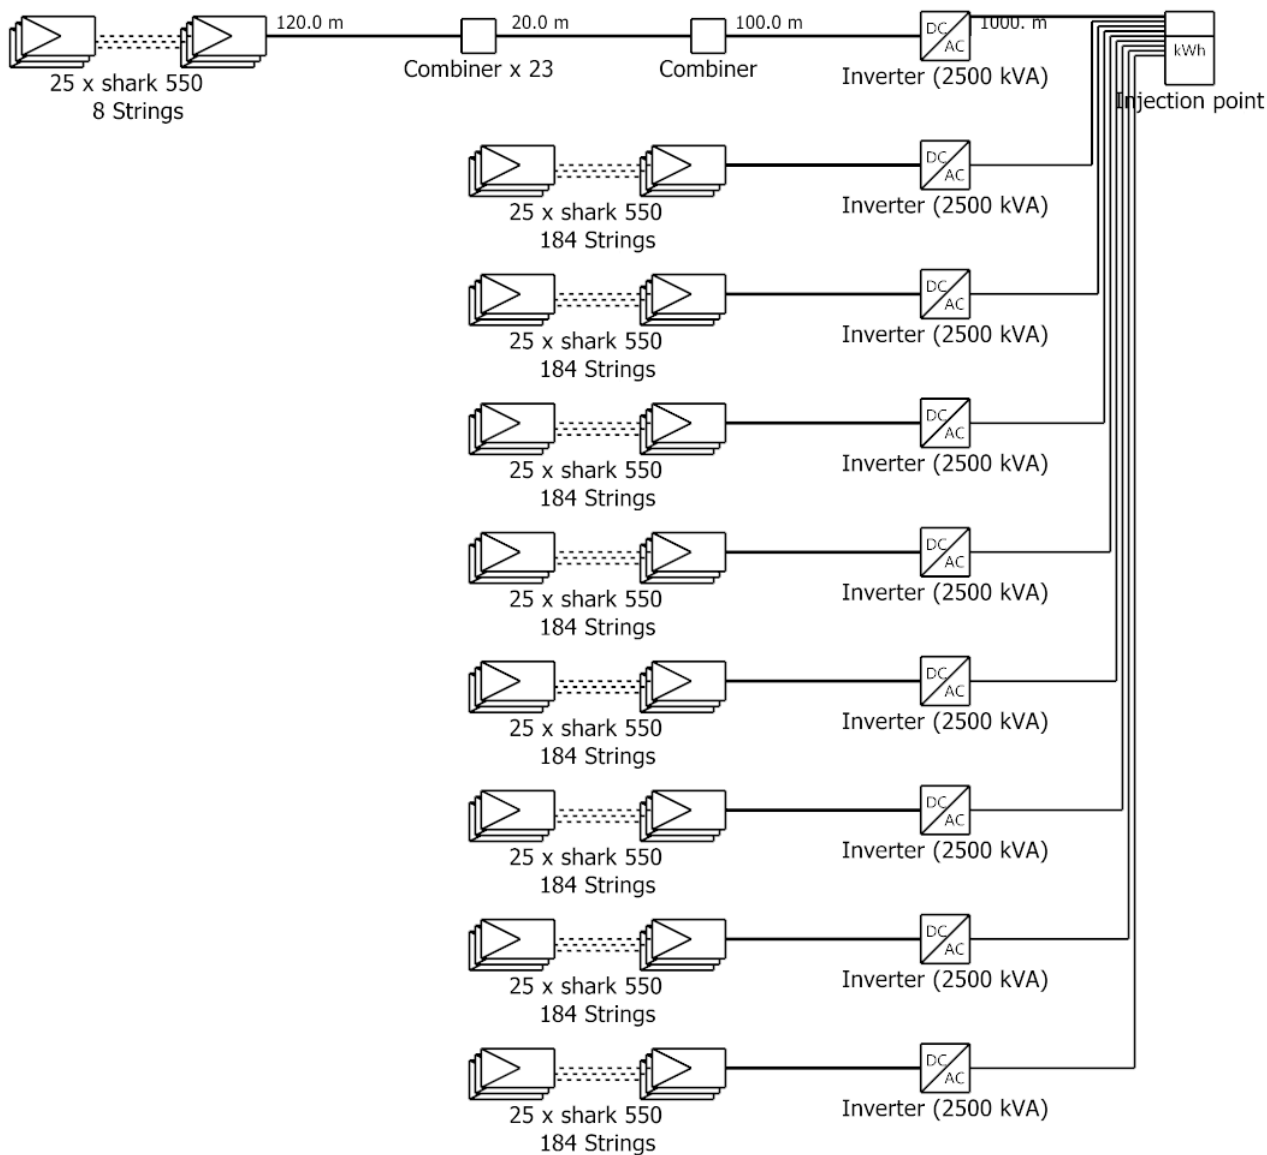 120.0 m
20.0 m
100.0 m
DC
AC
1000. m
kWh
25 x shark 550
8 Strings
Combiner x 23
Combiner
Inverter (2500 kVA)
Injection point
DC
AC
25 x shark 550
184 Strings
Inverter (2500 kVA)
DC
AC
25 x shark 550
184 Strings
Inverter (2500 kVA)
DC
AC
25 x shark 550
184 Strings
Inverter (2500 kVA)
DC
AC
25 x shark 550
184 Strings
Inverter (2500 kVA)
DC
AC
25 x shark 550
184 Strings
Inverter (2500 kVA)
DC
AC
25 x shark 550
184 Strings
Inverter (2500 kVA)
DC
AC
25 x shark 550
184 Strings
Inverter (2500 kVA)
DC
AC
25 x shark 550
184 Strings
Inverter (2500 kVA)